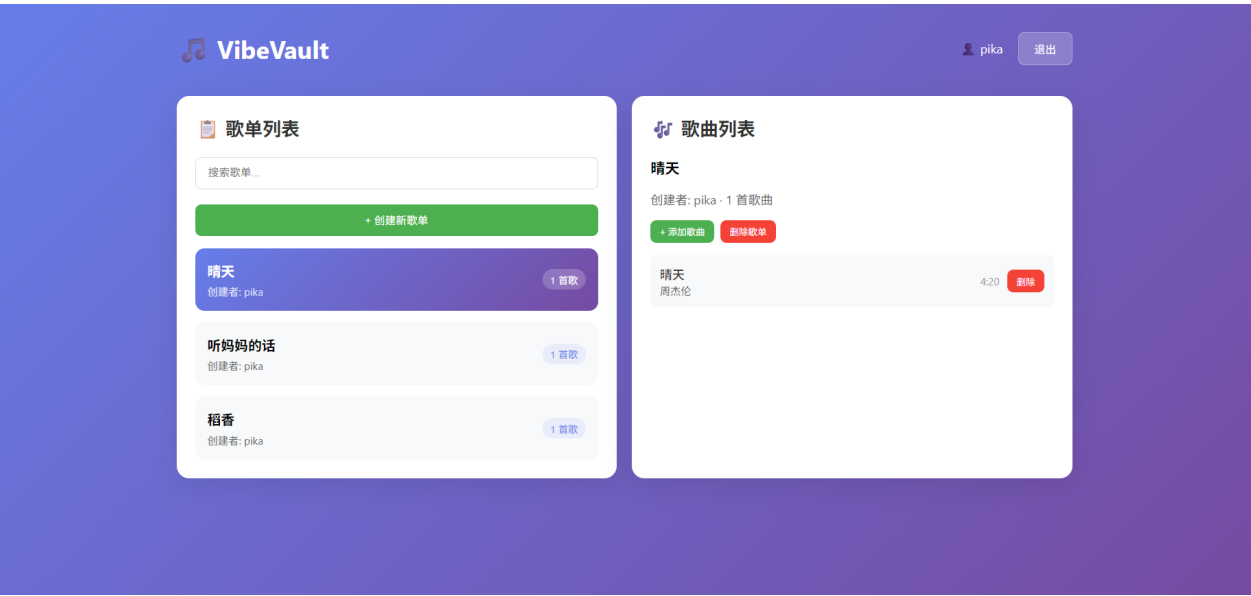 VibeVault
pika
退出
歌单列表
搜索歌单...
+ 创建新歌单
晴天
创建者: pika
1 首歌
听妈妈的话
创建者: pika
1 首歌
稻香
创建者: pika
1 首歌
歌曲列表
晴天
创建者: pika · 1 首歌曲
+ 添加歌曲
删除歌单
晴天
周杰伦
4:20
删除